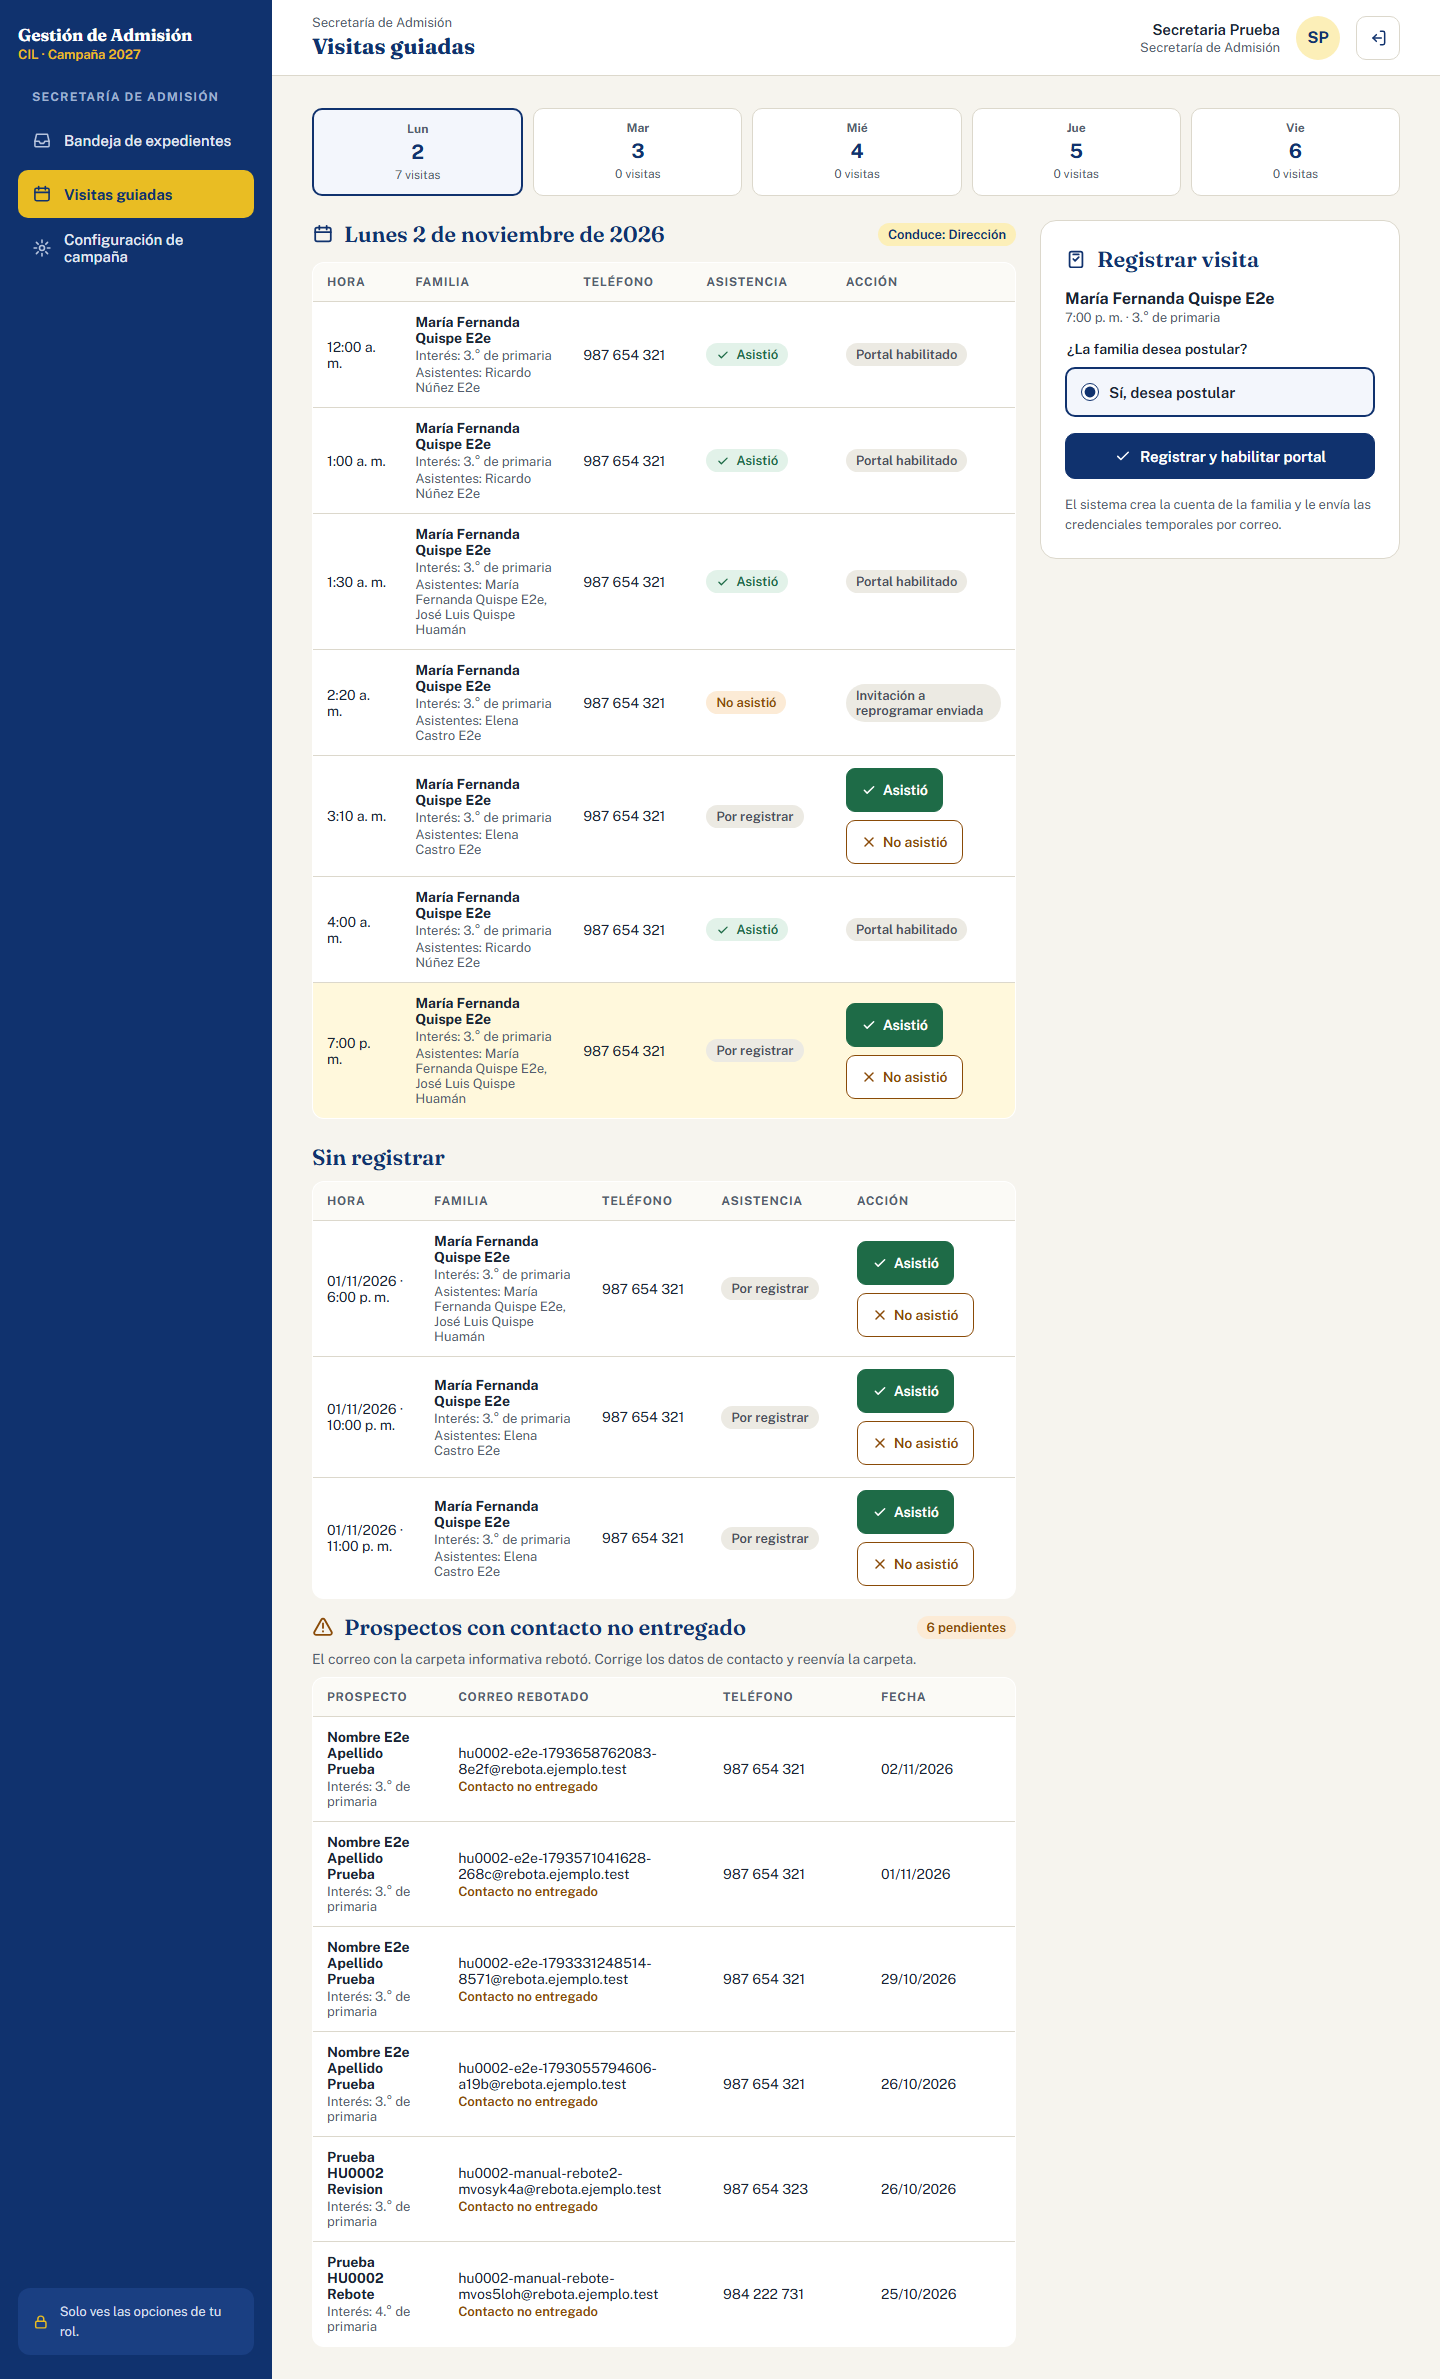 Gestión de Admisión
CIL · Campaña 2027
SECRETARÍA DE ADMISIÓN
Bandeja de expedientes
Visitas guiadas
Configuración de
campaña
Solo ves las opciones de tu
rol.
Secretaría de Admisión
Visitas guiadas
Secretaria Prueba
Secretaría de Admisión
SP
Lun
2
7 visitas
Mar
3
0 visitas
Mié
4
0 visitas
Jue
5
0 visitas
Vie
6
0 visitas
Lunes 2 de noviembre de 2026
Conduce: Dirección
HORA FAMILIA TELÉFONO ASISTENCIA ACCIÓN
12:00 a.
m.
María Fernanda
Quispe E2e
Interés: 3.° de primaria
Asistentes: Ricardo
Núñez E2e
987 654 321
Asistió
Portal habilitado
1:00 a. m.
María Fernanda
Quispe E2e
Interés: 3.° de primaria
Asistentes: Ricardo
Núñez E2e
987 654 321
Asistió
Portal habilitado
1:30 a. m.
María Fernanda
Quispe E2e
Interés: 3.° de primaria
Asistentes: María
Fernanda Quispe E2e,
José Luis Quispe
Huamán
987 654 321
Asistió
Portal habilitado
2:20 a.
m.
María Fernanda
Quispe E2e
Interés: 3.° de primaria
Asistentes: Elena
Castro E2e
987 654 321
No asistió
Invitación a
reprogramar enviada
3:10 a. m.
María Fernanda
Quispe E2e
Interés: 3.° de primaria
Asistentes: Elena
Castro E2e
987 654 321
Por registrar
Asistió
No asistió
4:00 a.
m.
María Fernanda
Quispe E2e
Interés: 3.° de primaria
Asistentes: Ricardo
Núñez E2e
987 654 321
Asistió
Portal habilitado
7:00 p.
m.
María Fernanda
Quispe E2e
Interés: 3.° de primaria
Asistentes: María
Fernanda Quispe E2e,
José Luis Quispe
Huamán
987 654 321
Por registrar
Asistió
No asistió
Registrar visita
María Fernanda Quispe E2e
7:00 p. m. · 3.° de primaria
¿La familia desea postular?
Sí, desea postular
Registrar y habilitar portal
El sistema crea la cuenta de la familia y le envía las
credenciales temporales por correo.
Sin registrar
HORA FAMILIA TELÉFONO ASISTENCIA ACCIÓN
01/11/2026 ·
6:00 p. m.
María Fernanda
Quispe E2e
Interés: 3.° de primaria
Asistentes: María
Fernanda Quispe E2e,
José Luis Quispe
Huamán
987 654 321
Por registrar
Asistió
No asistió
01/11/2026 ·
10:00 p. m.
María Fernanda
Quispe E2e
Interés: 3.° de primaria
Asistentes: Elena
Castro E2e
987 654 321
Por registrar
Asistió
No asistió
01/11/2026 ·
11:00 p. m.
María Fernanda
Quispe E2e
Interés: 3.° de primaria
Asistentes: Elena
Castro E2e
987 654 321
Por registrar
Asistió
No asistió
Prospectos con contacto no entregado
6 pendientes
El correo con la carpeta informativa rebotó. Corrige los datos de contacto y reenvía la carpeta.
PROSPECTO CORREO REBOTADO TELÉFONO FECHA
Nombre E2e
Apellido
Prueba
Interés: 3.° de
primaria
hu0002-e2e-1793658762083-
8e2f@rebota.ejemplo.test
Contacto no entregado
987 654 321
02/11/2026
Nombre E2e
Apellido
Prueba
Interés: 3.° de
primaria
hu0002-e2e-1793571041628-
268c@rebota.ejemplo.test
Contacto no entregado
987 654 321
01/11/2026
Nombre E2e
Apellido
Prueba
Interés: 3.° de
primaria
hu0002-e2e-1793331248514-
8571@rebota.ejemplo.test
Contacto no entregado
987 654 321
29/10/2026
Nombre E2e
Apellido
Prueba
Interés: 3.° de
primaria
hu0002-e2e-1793055794606-
a19b@rebota.ejemplo.test
Contacto no entregado
987 654 321
26/10/2026
Prueba
HU0002
Revision
Interés: 3.° de
primaria
hu0002-manual-rebote2-
mvosyk4a@rebota.ejemplo.test
Contacto no entregado
987 654 323
26/10/2026
Prueba
HU0002
Rebote
Interés: 4.° de
primaria
hu0002-manual-rebote-
mvos5loh@rebota.ejemplo.test
Contacto no entregado
984 222 731
25/10/2026